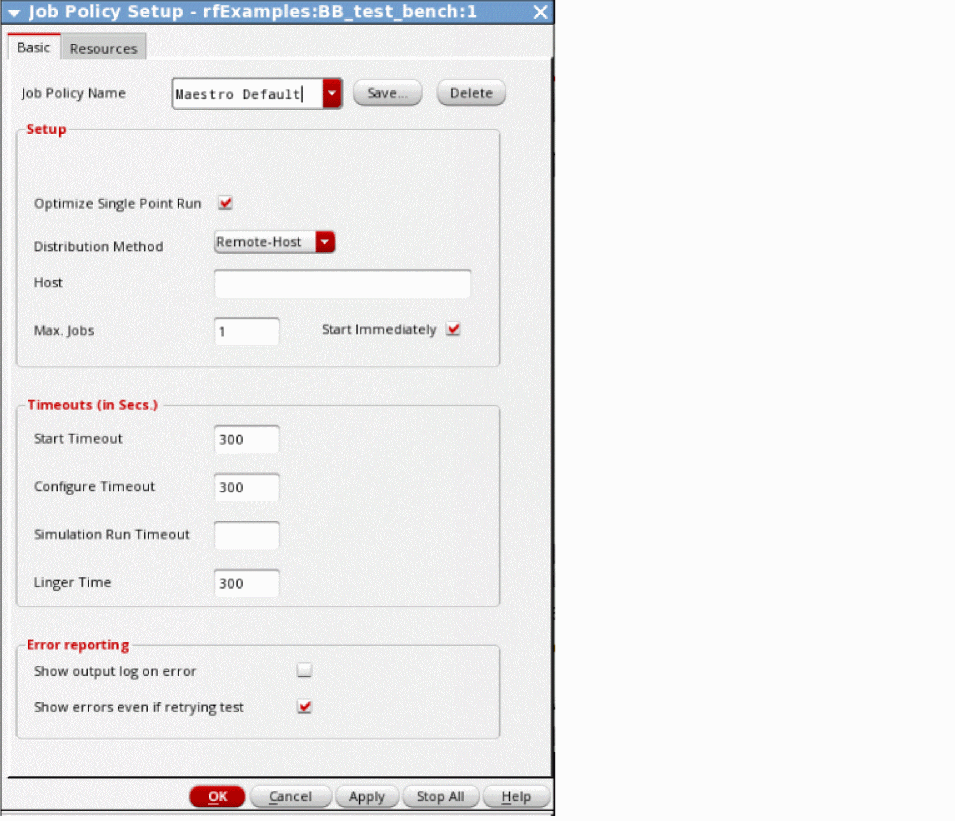 Job Policy Setup - rfExamples:BB_test_bench:1
Basic Resources
Job Policy Name Maestro Default Save... Delete
Setup
Optimize Single Point Run
Distribution Method Remote-Host
Host
Max. Jobs 1 Start Immediately
Timeouts (in Secs.)
Start Timeout 300
Configure Timeout 300
Simulation Run Timeout
Linger Time 300
Error reporting
Show output log on error
Show errors even if retrying test
OK Cancel Apply Stop All Help